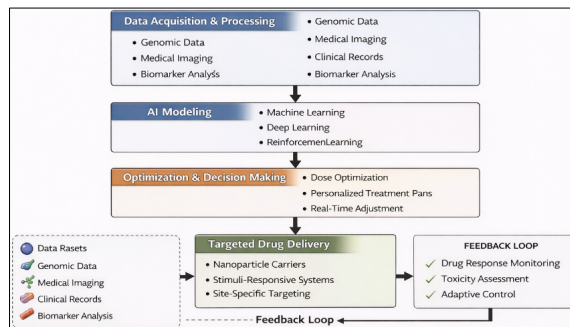 Data Acquisition & Processing
• Genomic Data
• Medical Imaging
• Biomarker Analysis
• Genomic Data
• Medical Imaging
• Clinical Records
• Biomarker Analysis
AI Modeling
• Machine Learning
• Deep Learning
• ReinforcemenLearning
Optimization & Decision Making
• Dose Optimization
• Personalized Treatment Pans
• Real-Time Adjustment
Data Rasets
Genomic Data
Medical Imaging
Clinical Records
Biomarker Analysis
Targeted Drug Delivery
• Nanoparticle Carriers
• Stimuli-Responsive Systems
• Site-Specific Targeting
FEEDBACK LOOP
✓ Drug Response Monitoring
✓ Toxicity Assessment
✓ Adaptive Control
Feedback Loop